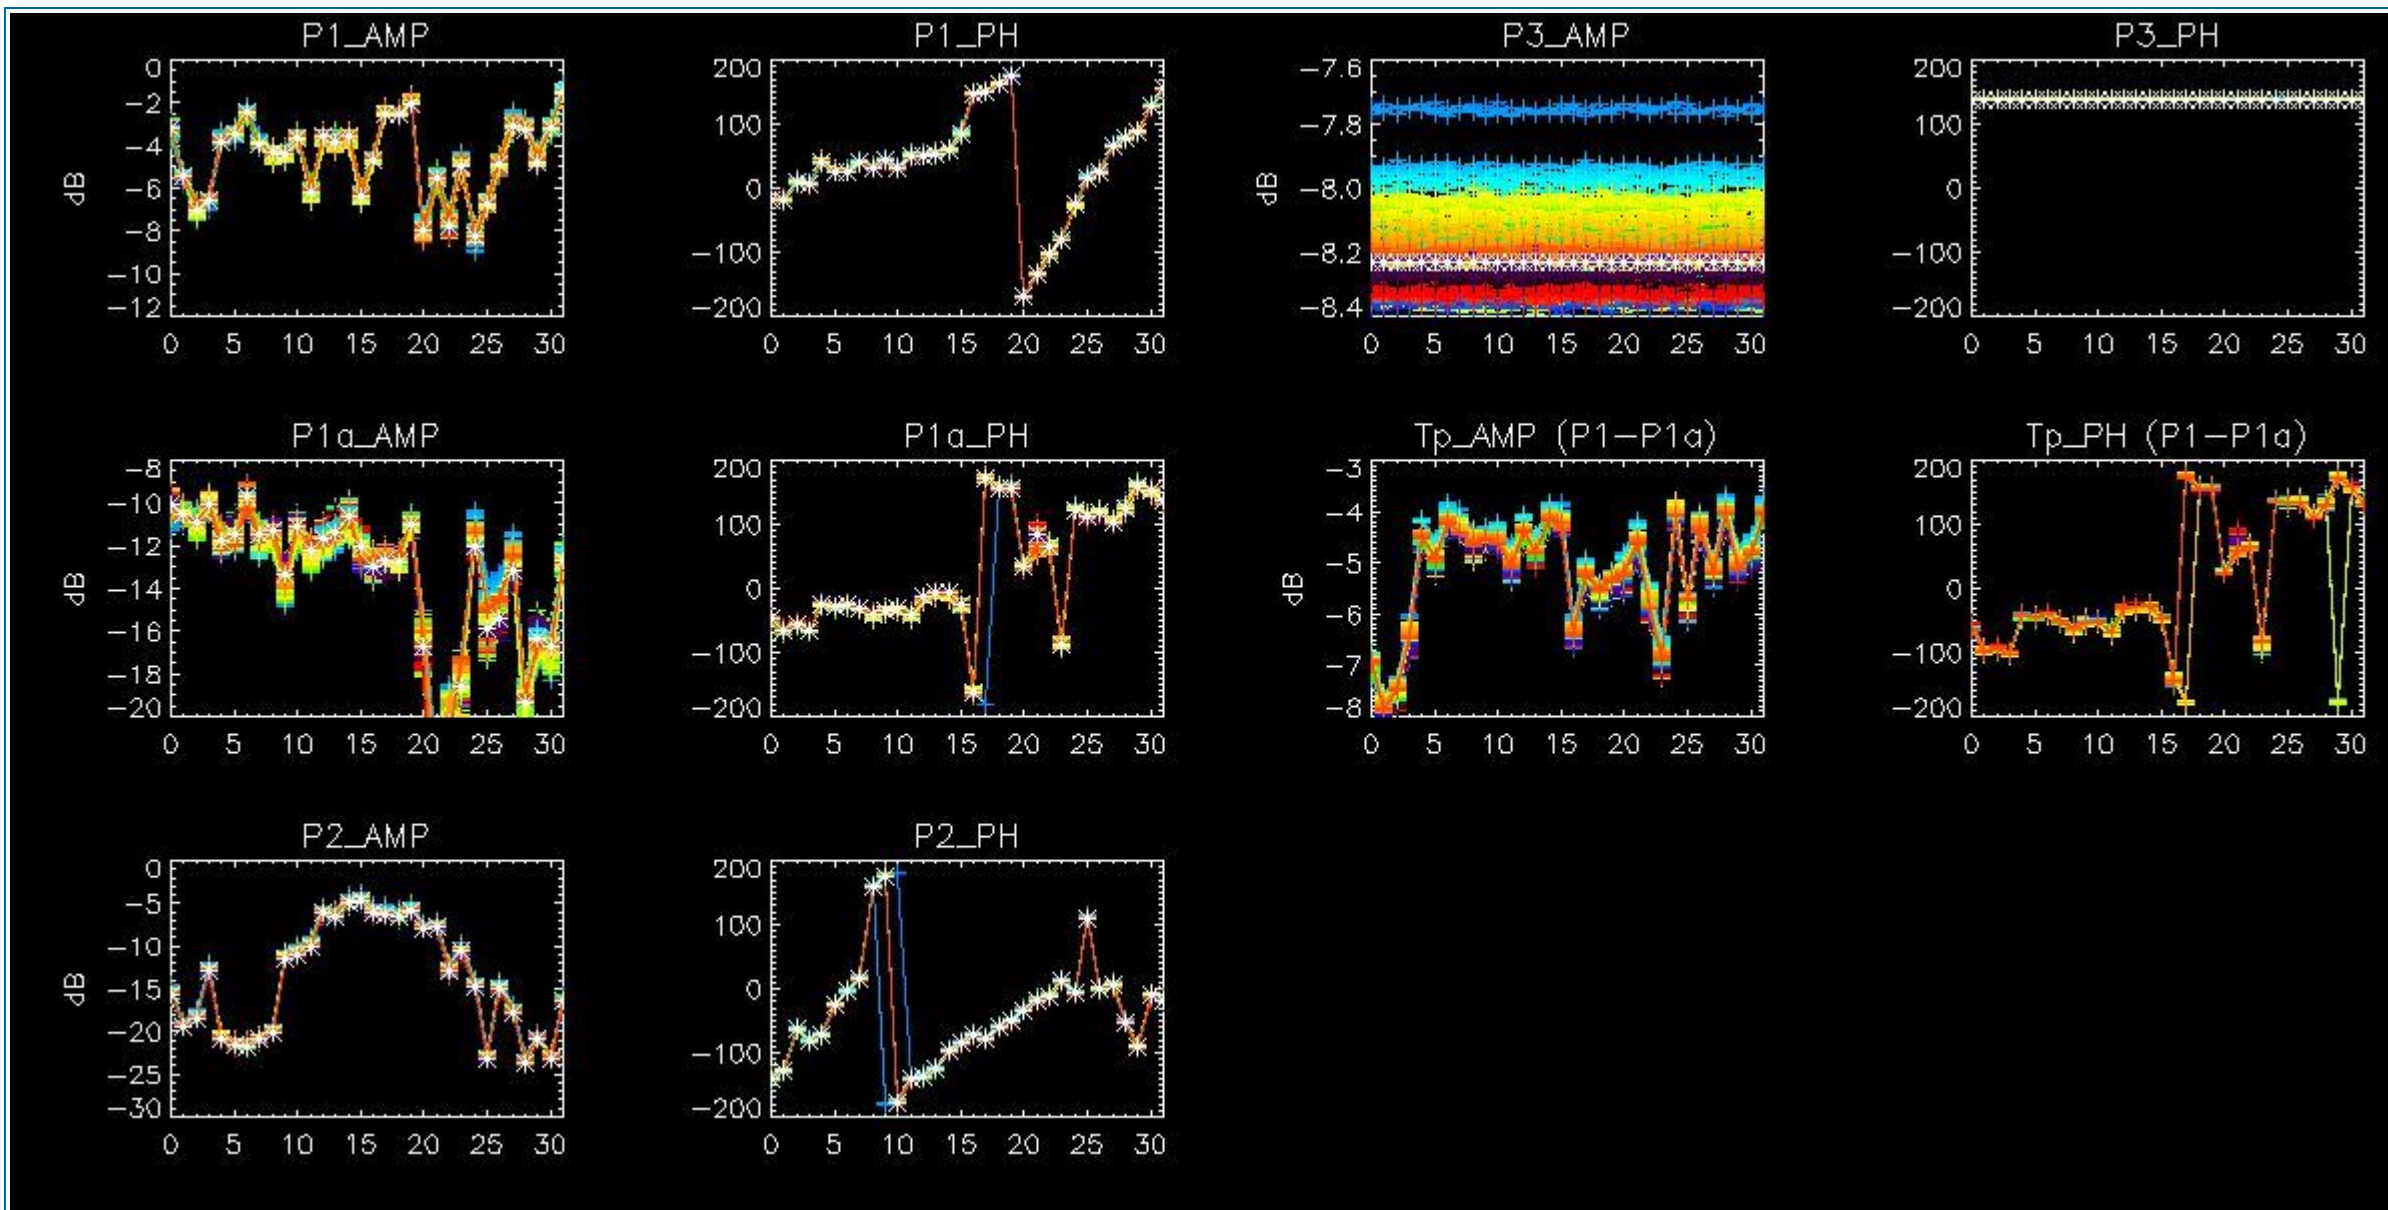 P1_AMP
P1_PH
P3_AMP
P3_PH
0
−2
−4
−6
−8
−10
−12
dB
0 5 10 15 20 25 30
200
100
0
−100
−200
0 5 10 15 20 25 30
−7.6
−7.8
−8.0
−8.2
−8.4
dB
0 5 10 15 20 25 30
200
100
0
−100
−200
0 5 10 15 20 25 30
P1a_AMP
P1a_PH
Tp_AMP (P1−P1a)
Tp_PH (P1−P1a)
−8
−10
−12
−14
−16
−18
−20
dB
0 5 10 15 20 25 30
200
100
0
−100
−200
0 5 10 15 20 25 30
−3
−4
−5
−6
−7
−8
dB
0 5 10 15 20 25 30
200
100
0
−100
−200
0 5 10 15 20 25 30
P2_AMP
P2_PH
0
−5
−10
−15
−20
−25
−30
dB
0 5 10 15 20 25 30
200
100
0
−100
−200
0 5 10 15 20 25 30